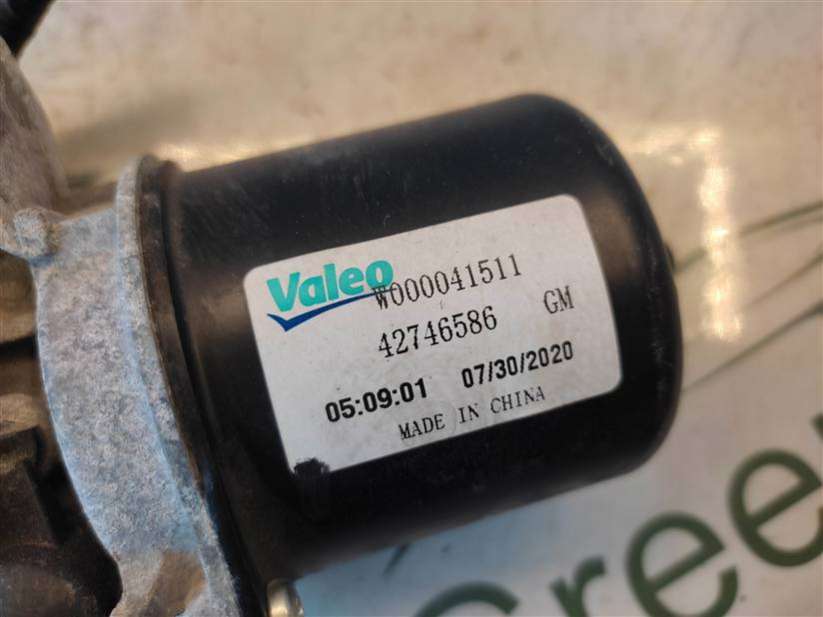 Valeo W000041511
42746586 GM
05:09:01 07/30/2020
MADE IN CHINA
Gree